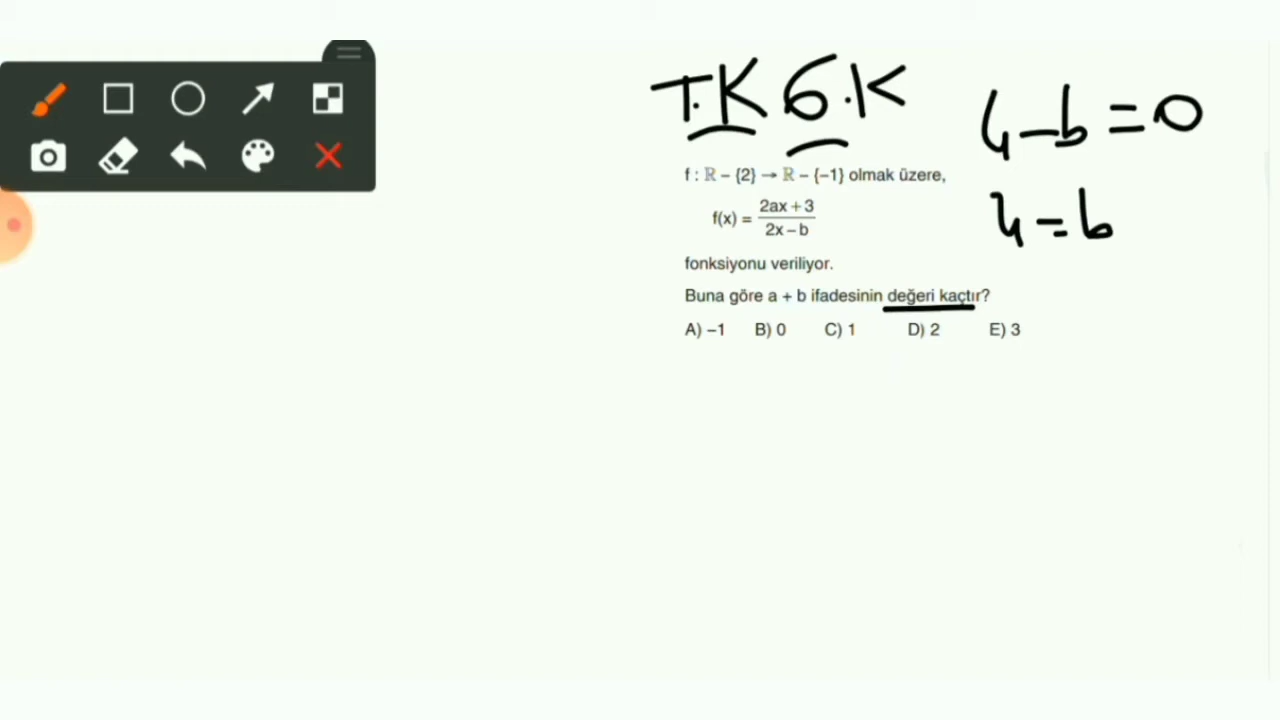 T.K G.K
4-b=0
4=b
f : ℝ – {2} → ℝ – {–1} olmak üzere,
f(x) = 2ax + 3 / 2x – b
fonksiyonu veriliyor.
Buna göre a + b ifadesinin değeri kaçtır?
A) –1 B) 0 C) 1 D) 2 E) 3